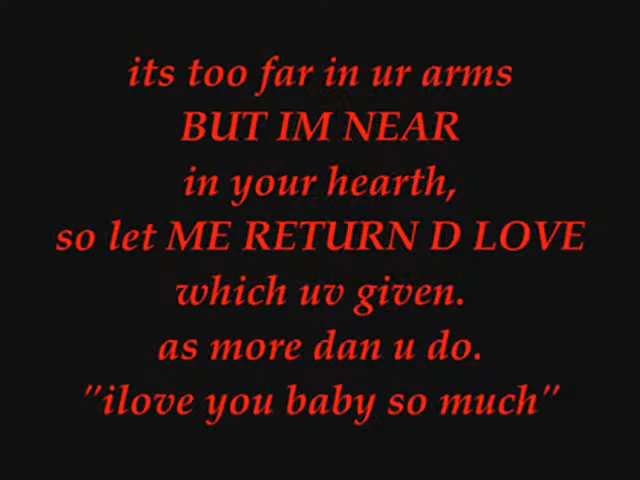 its too far in ur arms
BUT IM NEAR
in your hearth,
so let ME RETURN D LOVE
which uv given.
as more dan u do.
"ilove you baby so much"